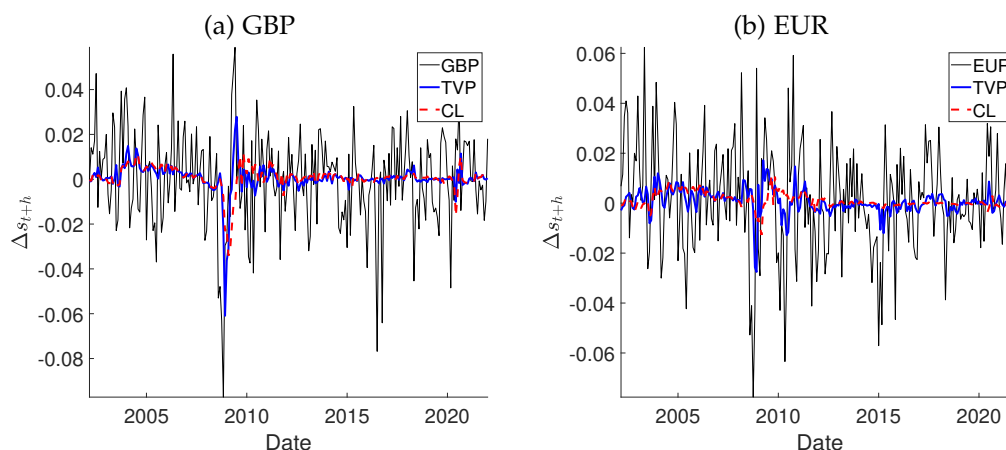 (a) GBP
GBP
TVP
CL
0.04
0.02
0
-0.02
-0.04
-0.06
-0.08
Δs_{t+h}
2005
2010
2015
2020
Date
(b) EUR
EUR
TVP
CL
0.06
0.04
0.02
0
-0.02
-0.04
-0.06
Δs_{t+h}
2005
2010
2015
2020
Date